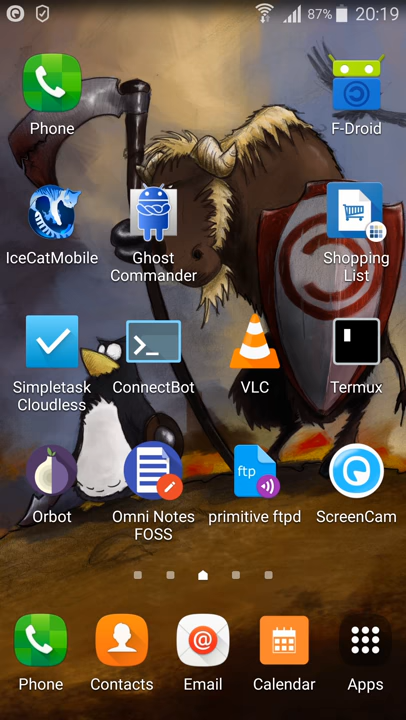 87% 20:19
Phone
F-Droid
IceCatMobile
Ghost
Commander
Shopping
List
>_
Simpletask
Cloudless
ConnectBot
VLC
Termux
ftp
Orbot
Omni Notes
FOSS
primitive ftpd
ScreenCam
@
Phone
Contacts
Email
Calendar
Apps